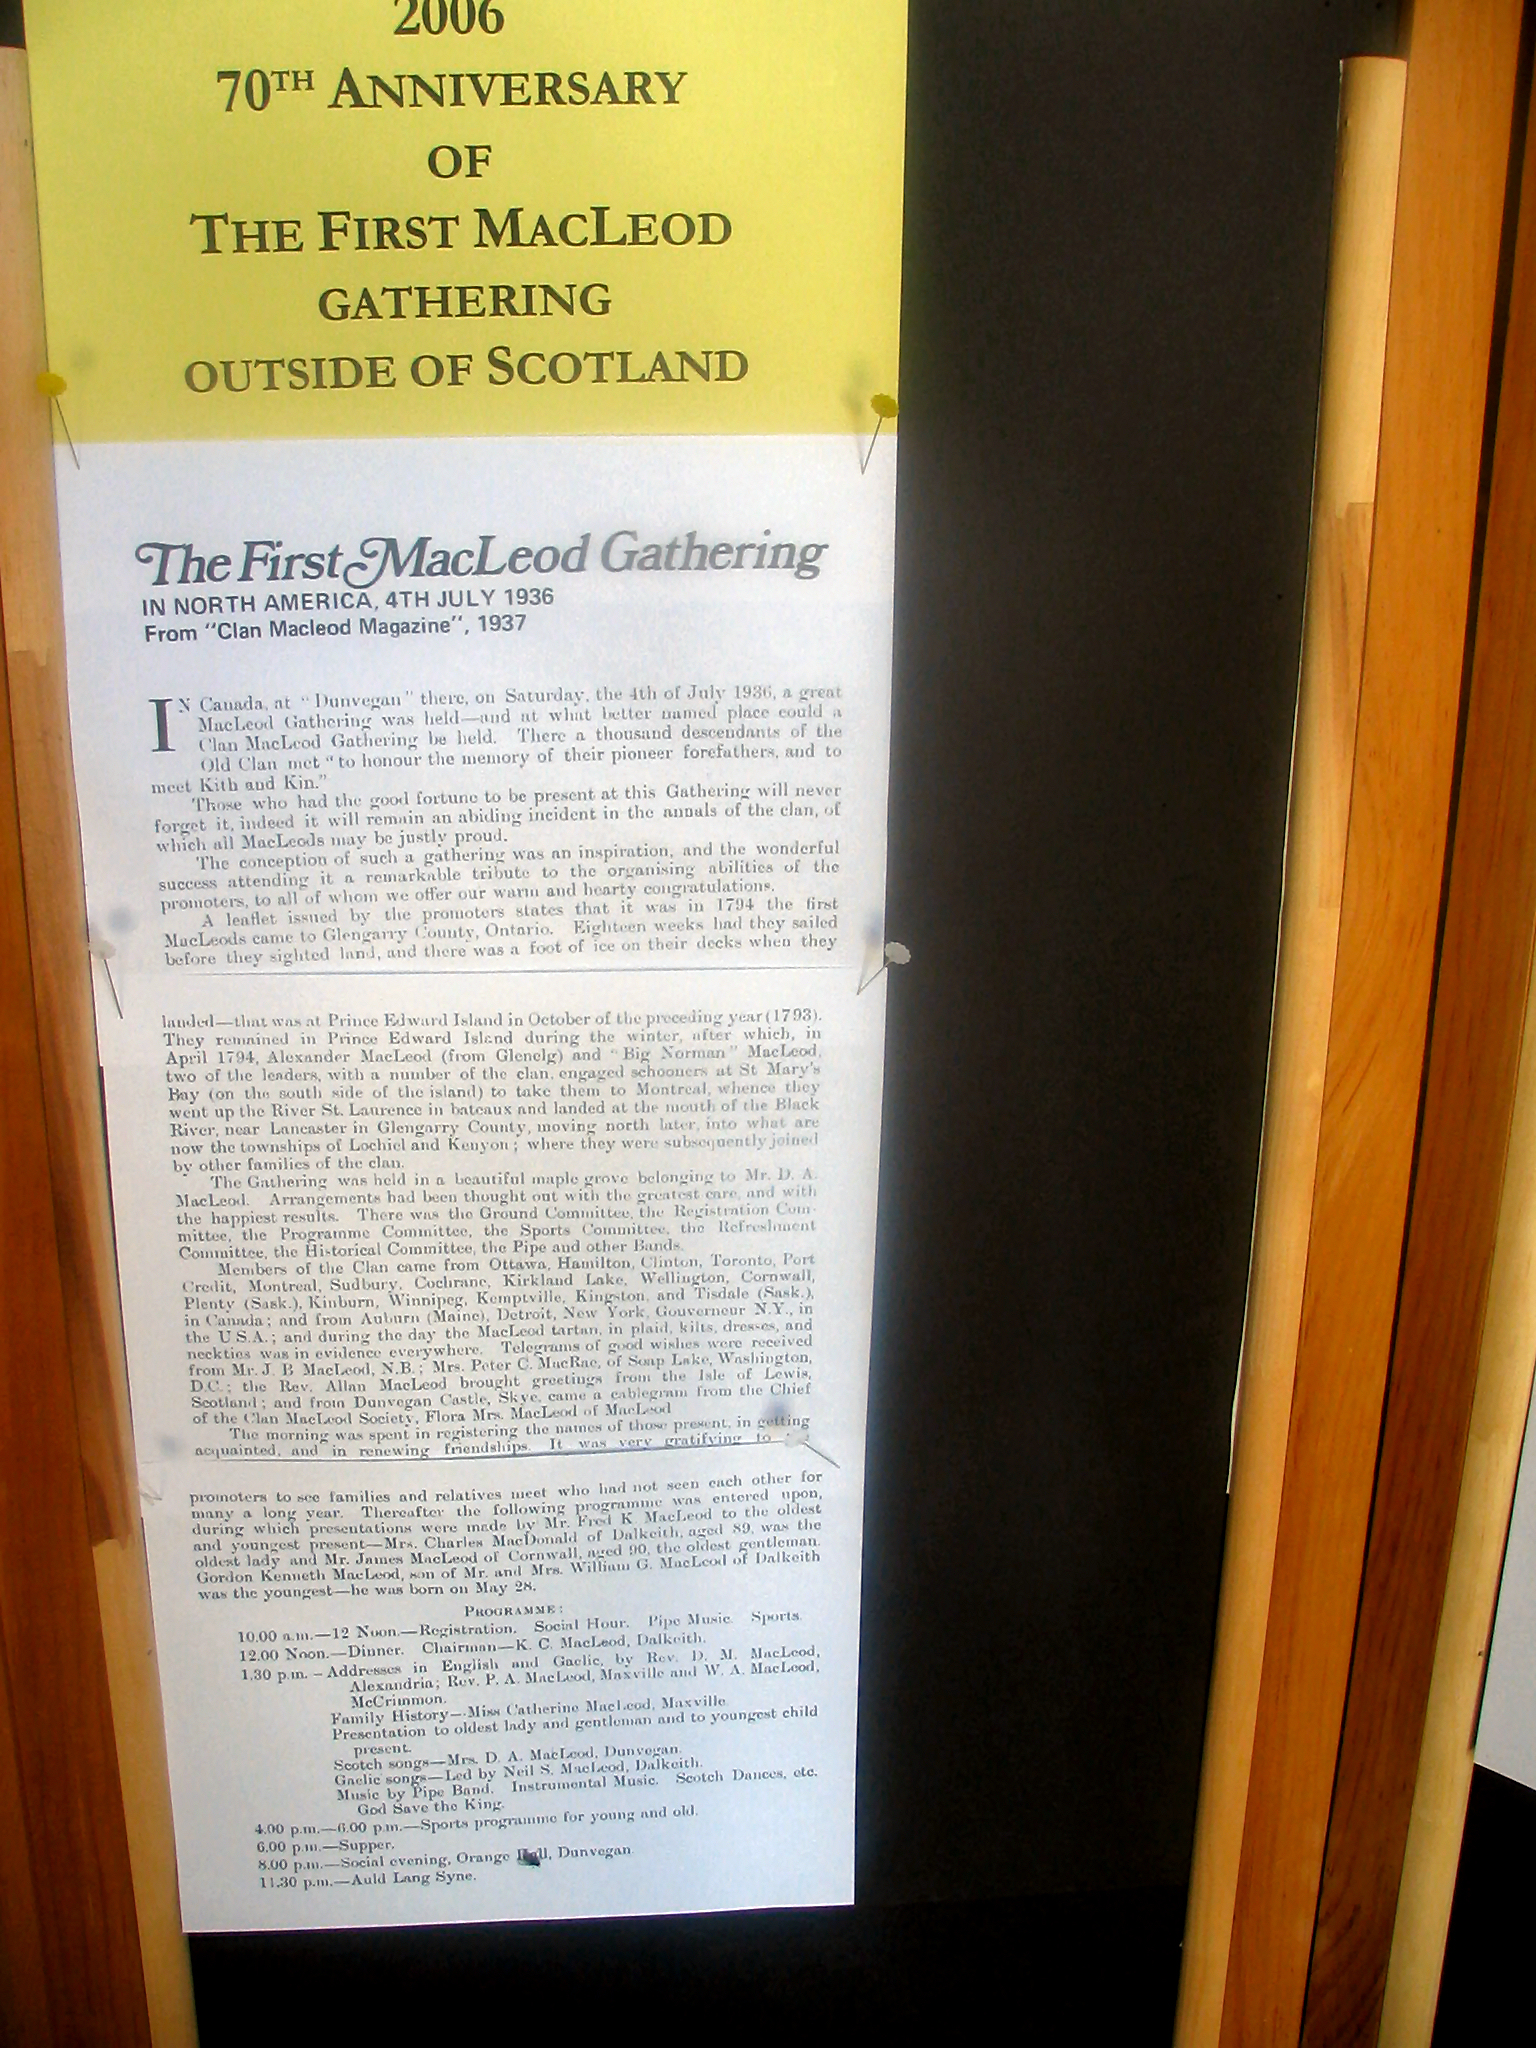 2006
70TH ANNIVERSARY
OF
THE FIRST MACLEOD
GATHERING
OUTSIDE OF SCOTLAND
The First MacLeod Gathering
IN NORTH AMERICA, 4TH JULY 1936
From "Clan Macleod Magazine", 1937
IN Canada, at "Dunvegan" there, on Saturday, the 4th of July 1936, a great
MacLeod Gathering was held—and at what better named place could a
Clan MacLeod Gathering be held. There a thousand descendants of the
Old Clan met "to honour the memory of their pioneer forefathers, and to
meet Kith and Kin."
Those who had the good fortune to be present at this Gathering will never
forget it, indeed it will remain an abiding incident in the annals of the clan, of
which all MacLeods may be justly proud.
The conception of such a gathering was an inspiration, and the wonderful
success attending it a remarkable tribute to the organising abilities of the
promoters, to all of whom we offer our warm and hearty congratulations.
A leaflet issued by the promoters states that it was in 1794 the first
MacLeods came to Glengarry County, Ontario. Eighteen weeks had they sailed
before they sighted land, and there was a foot of ice on their decks when they
landed—that was at Prince Edward Island in October of the preceding year (1793).
They remained in Prince Edward Island during the winter, after which, in
April 1794, Alexander MacLeod (from Glenelg) and "Big Norman" MacLeod,
two of the leaders, with a number of the clan, engaged schooners at St Mary's
Bay (on the south side of the island) to take them to Montreal, whence they
went up the River St. Laurence in bateaux and landed at the mouth of the Black
River, near Lancaster in Glengarry County, moving north later, into what are
now the townships of Lochiel and Kenyon; where they were subsequently joined
by other families of the clan.
The Gathering was held in a beautiful maple grove belonging to Mr. D. A.
MacLeod. Arrangements had been thought out with the greatest care, and with
the happiest results. There was the Ground Committee, the Registration Com-
mittee, the Programme Committee, the Sports Committee, the Refreshment
Committee, the Historical Committee, the Pipe and other Bands.
Members of the Clan came from Ottawa, Hamilton, Clinton, Toronto, Port
Credit, Montreal, Sudbury, Cochrane, Kirkland Lake, Wellington, Cornwall,
Plenty (Sask.), Kinburn, Winnipeg, Kemptville, Kingston, and Tisdale (Sask.),
in Canada; and from Auburn (Maine), Detroit, New York, Gouverneur N.Y., in
the U.S.A.; and during the day the MacLeod tartan, in plaid, kilts, dresses, and
neckties was in evidence everywhere. Telegrams of good wishes were received
from Mr. J. B MacLeod, N.B.; Mrs. Peter C. MacRae, of Soap Lake, Washington,
D.C.; the Rev. Allan MacLeod brought greetings from the Isle of Lewis,
Scotland; and from Dunvegan Castle, Skye, came a cablegram from the Chief
of the Clan MacLeod Society, Flora Mrs. MacLeod of MacLeod
The morning was spent in registering the names of those present, in getting
acquainted, and in renewing friendships. It was very gratifying to
promoters to see families and relatives meet who had not seen each other for
many a long year. Thereafter the following programme was entered upon,
during which presentations were made by Mr. Fred K. MacLeod to the oldest
and youngest present—Mrs. Charles MacDonald of Dalkeith, aged 89, was the
oldest lady and Mr. James MacLeod of Cornwall, aged 90, the oldest gentleman.
Gordon Kenneth MacLeod, son of Mr. and Mrs. William G. MacLeod of Dalkeith
was the youngest—he was born on May 28.
PROGRAMME:
10.00 a.m.—12 Noon.—Registration. Social Hour. Pipe Music. Sports.
12.00 Noon.—Dinner. Chairman—K. C. MacLeod, Dalkeith.
1.30 p.m.–Addresses in English and Gaelic, by Rev. D. M. MacLeod,
Alexandria; Rev. P. A. MacLeod, Maxville and W. A. MacLeod,
McCrimmon.
Family History—Miss Catherine MacLeod, Maxville
Presentation to oldest lady and gentleman and to youngest child
present.
Scotch songs—Mrs. D. A. MacLeod, Dunvegan.
Gaelic songs—Led by Neil S. MacLeod, Dalkeith.
Music by Pipe Band. Instrumental Music. Scotch Dances, etc.
God Save the King.
4.00 p.m.—6.00 p.m.—Sports programme for young and old.
6.00 p.m.—Supper.
8.00 p.m.—Social evening, Orange Hall, Dunvegan
11.30 p.m.—Auld Lang Syne.